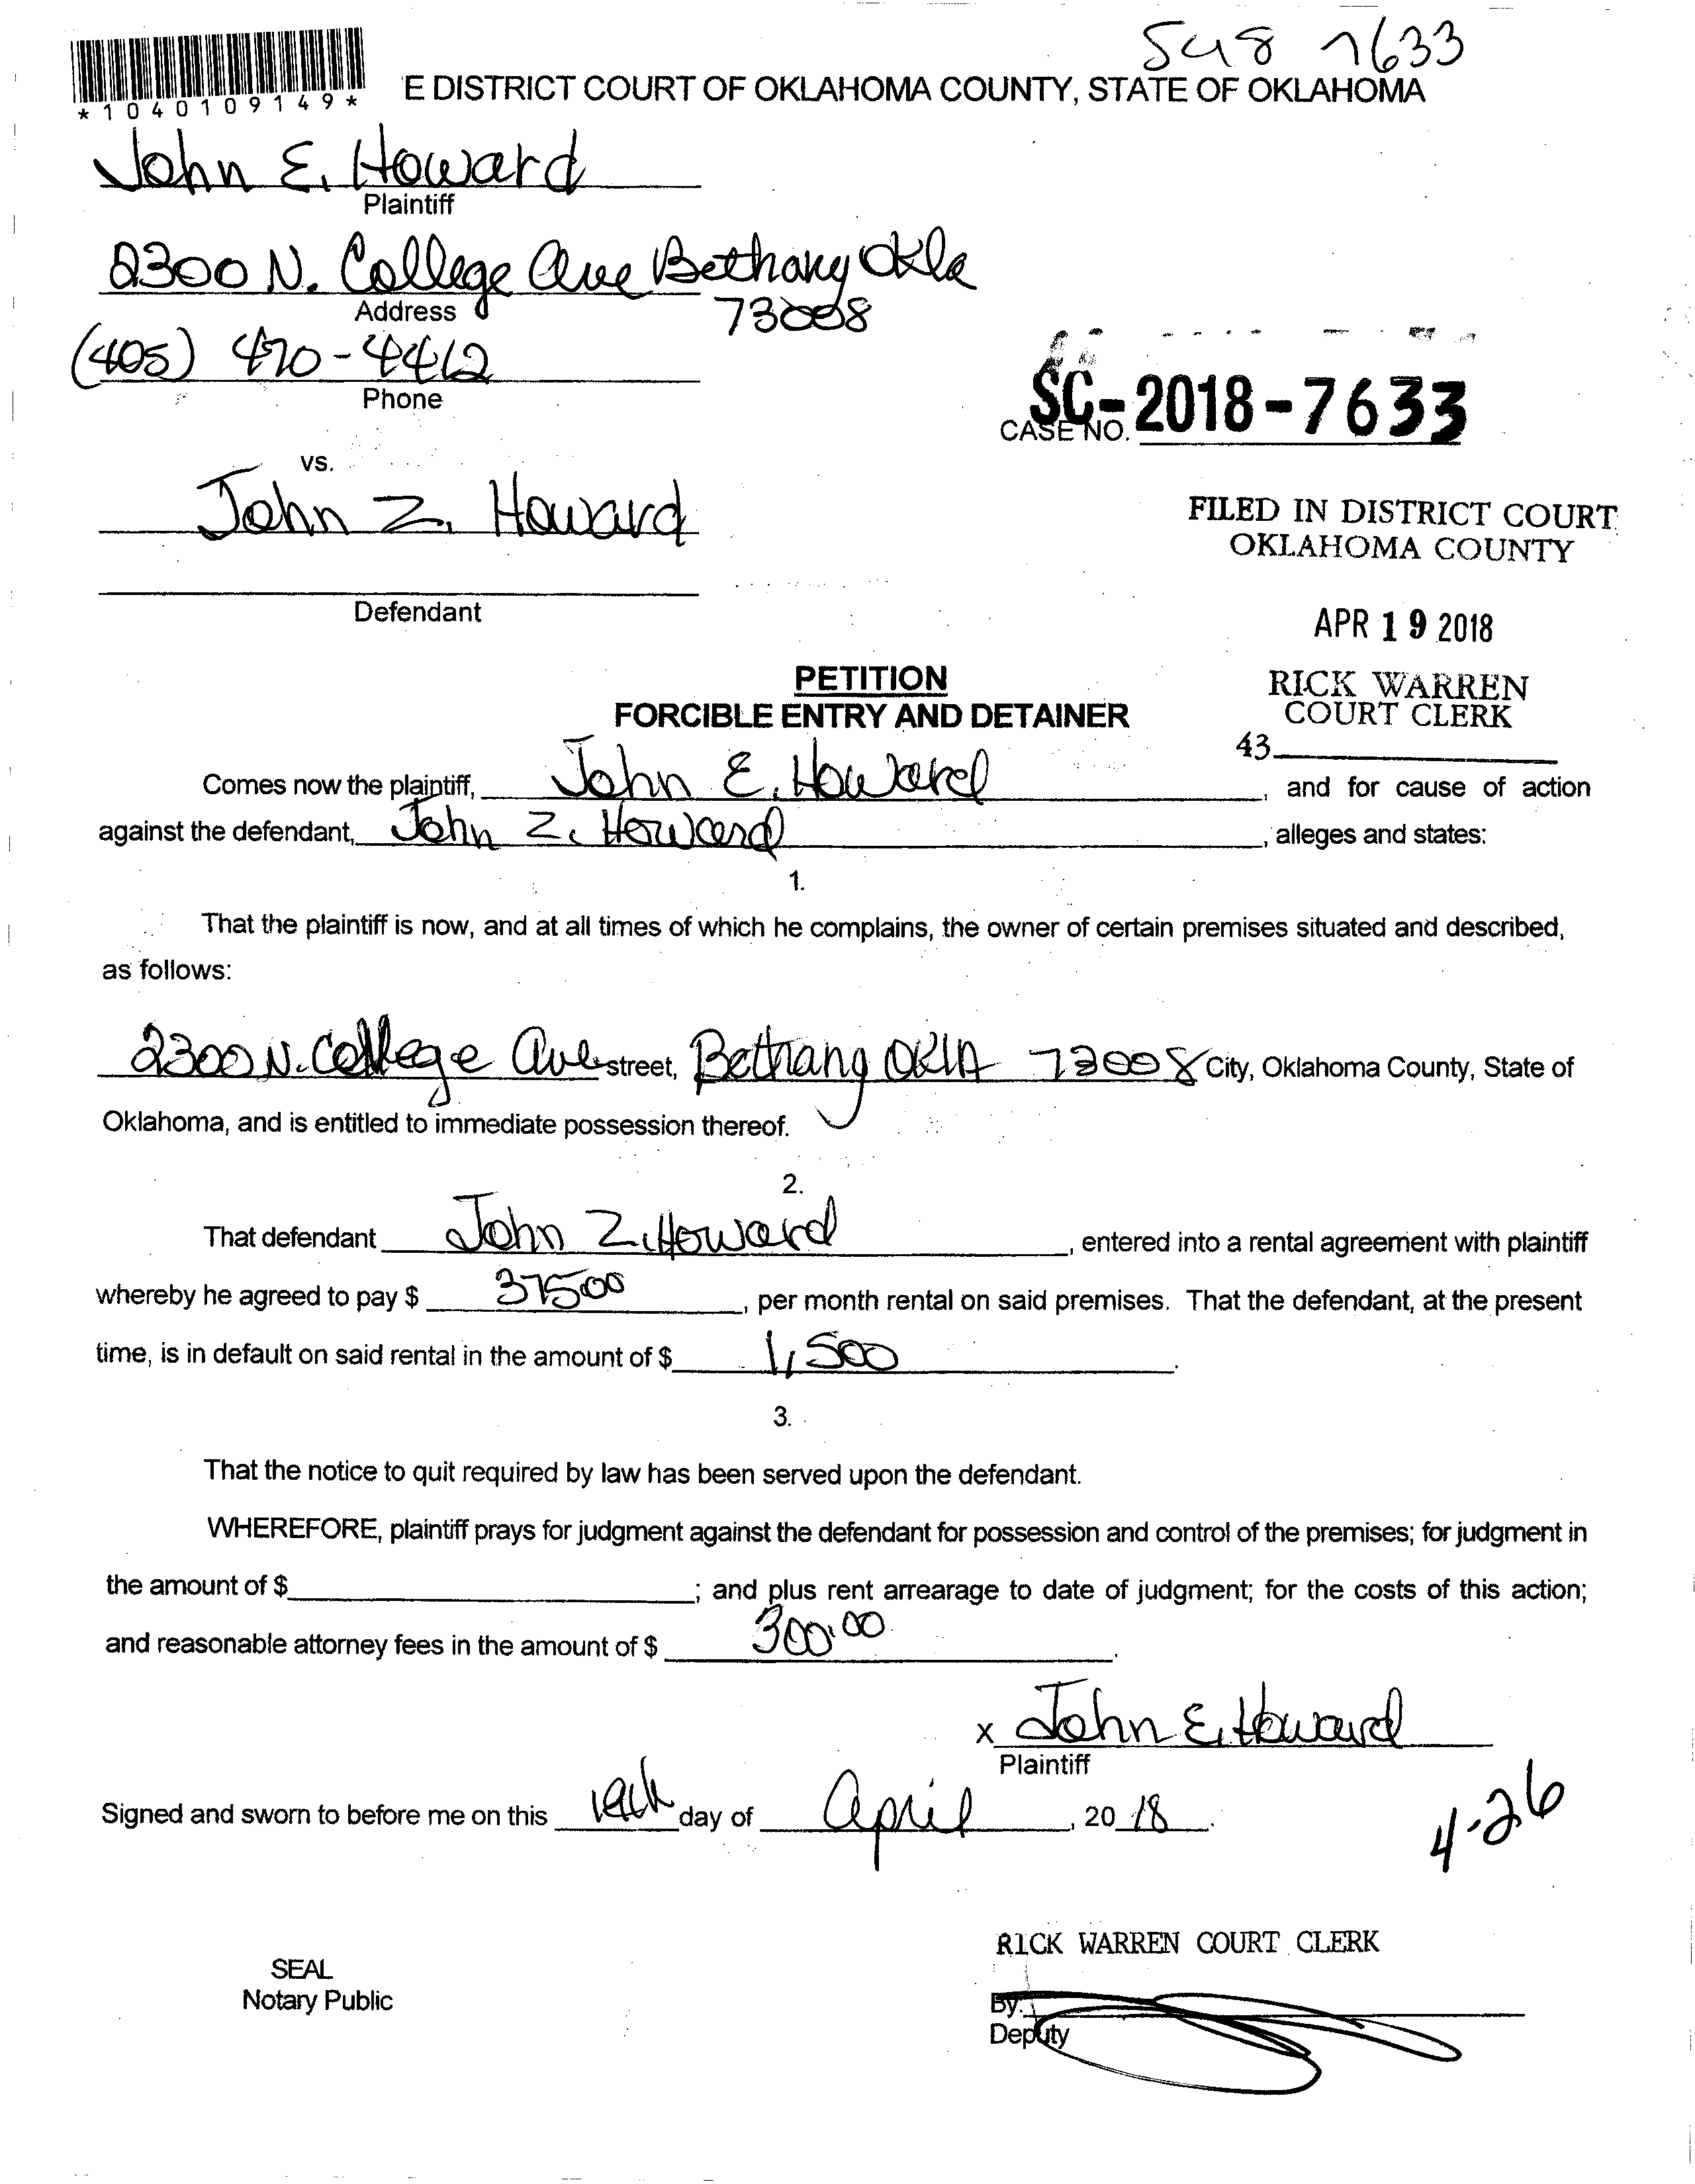 5418 7633
*1040109149*
E DISTRICT COURT OF OKLAHOMA COUNTY, STATE OF OKLAHOMA
John E. Howard
Plaintiff
2300 N. College Ave Bethany Okla
Address
73008
(405) 470-4412
Phone
SC-2018-7633
CASE NO.
vs.
John Z. Howard
Defendant
FILED IN DISTRICT COURT
OKLAHOMA COUNTY
APR 19 2018
RICK WARREN
COURT CLERK
43
PETITION
FORCIBLE ENTRY AND DETAINER
Comes now the plaintiff, John E. Howard, and for cause of action
against the defendant, John Z. Howard, alleges and states:
1.
That the plaintiff is now, and at all times of which he complains, the owner of certain premises situated and described,
as follows:
2300 N. College Ave street, Bethany OKLA 73008 City, Oklahoma County, State of
Oklahoma, and is entitled to immediate possession thereof.
2.
That defendant John Z. Howard, entered into a rental agreement with plaintiff
whereby he agreed to pay $ 37500, per month rental on said premises. That the defendant, at the present
time, is in default on said rental in the amount of $ 1,500.
3.
That the notice to quit required by law has been served upon the defendant.
WHEREFORE, plaintiff prays for judgment against the defendant for possession and control of the premises; for judgment in
the amount of $ ; and plus rent arrearage to date of judgment; for the costs of this action;
and reasonable attorney fees in the amount of $ 300.00.
x John E. Howard
Plaintiff
Signed and sworn to before me on this 19th day of April, 20 18.
4-26
RICK WARREN COURT CLERK
SEAL
Notary Public
By:
Deputy